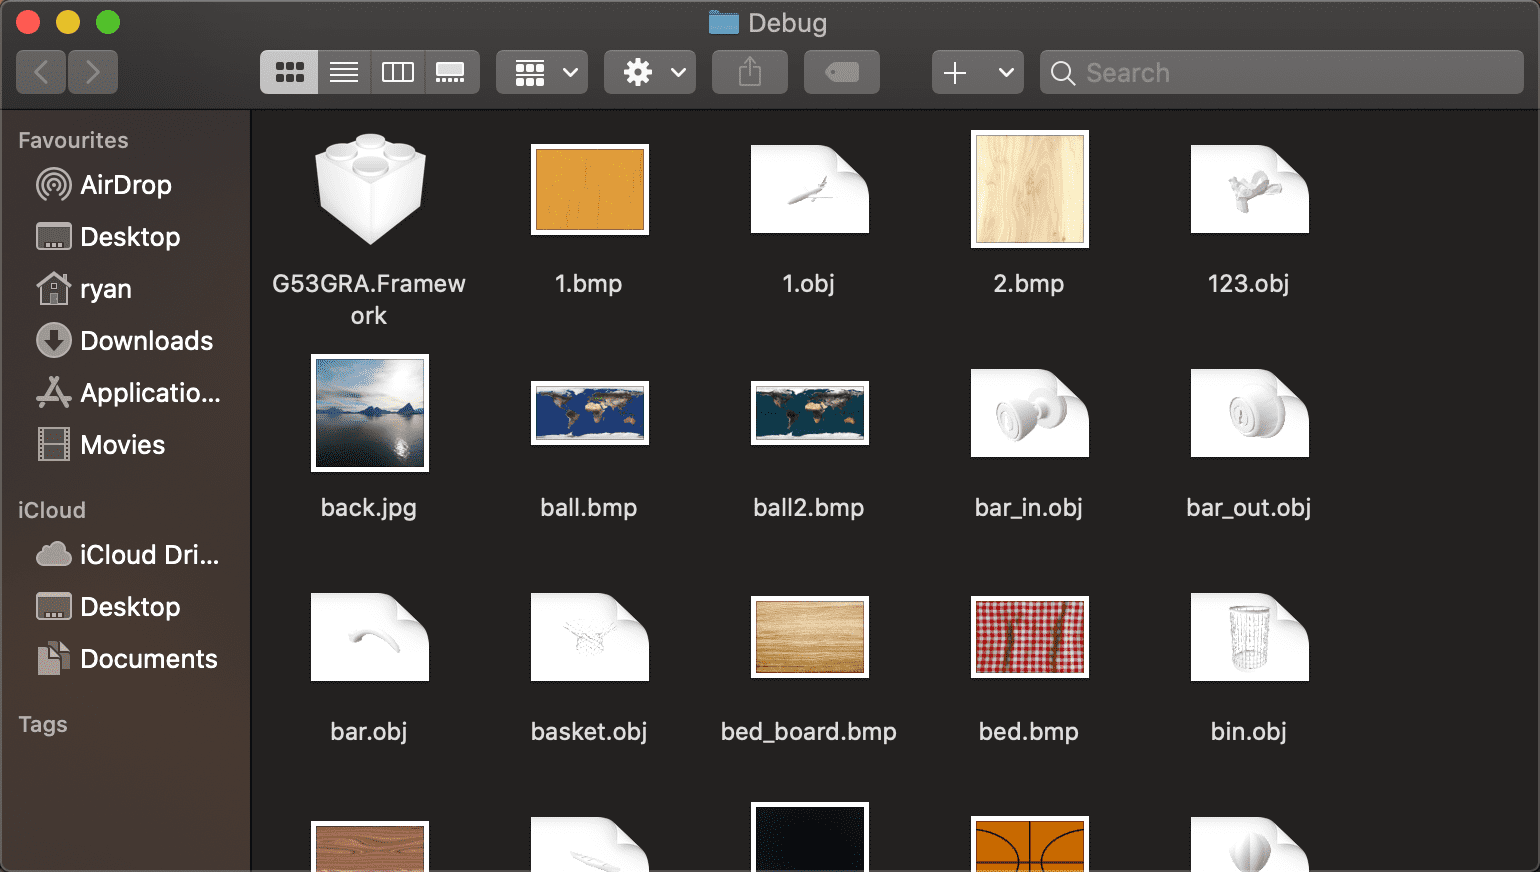 Debug
Search
Favourites
AirDrop
Desktop
ryan
Downloads
Applicatio...
Movies
iCloud
iCloud Dri...
Desktop
Documents
Tags
G53GRA.Framew
ork
1.bmp
1.obj
2.bmp
123.obj
back.jpg
ball.bmp
ball2.bmp
bar_in.obj
bar_out.obj
bar.obj
basket.obj
bed_board.bmp
bed.bmp
bin.obj